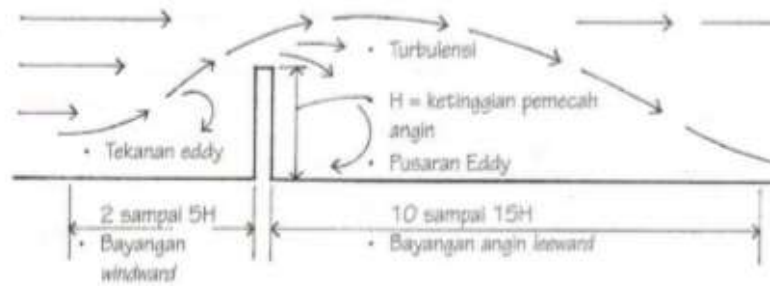 • Turbulensi
H = ketinggian pemecah
angin
• Tekanan eddy
• Pusaran Eddy
2 sampai 5H
• Bayangan
windward
10 sampai 15H
• Bayangan angin leeward